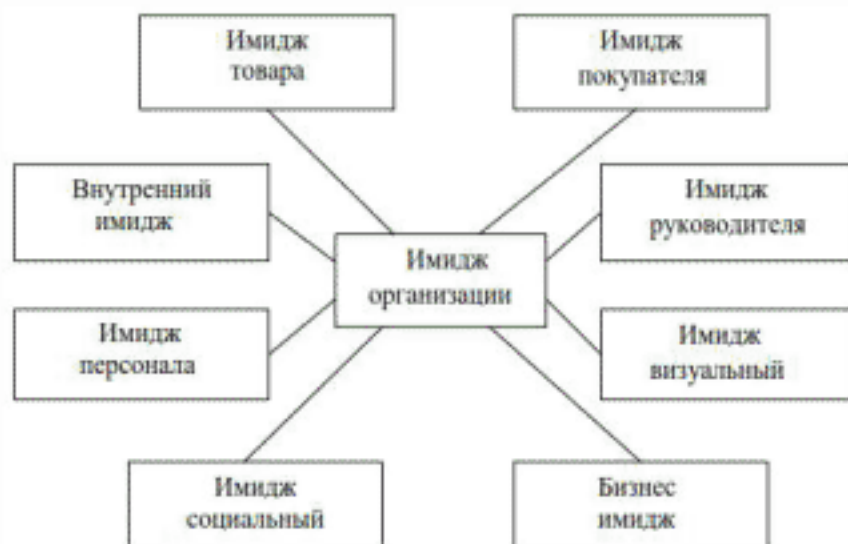 Имидж
товара
Имидж
покупателя
Внутренний
имидж
Имидж
руководителя
Имидж
организации
Имидж
персонала
Имидж
визуальный
Имидж
социальный
Бизнес
имидж